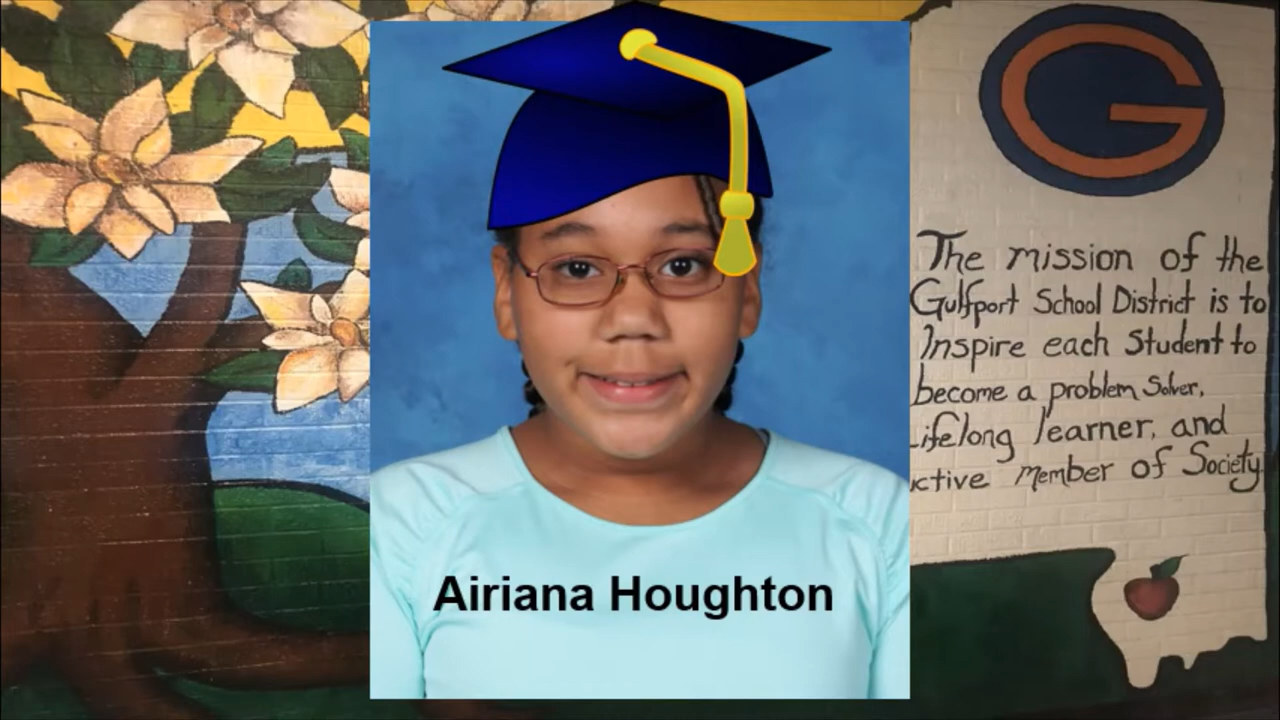 G
The mission of the
Gulfport School District is to
Inspire each Student to
become a problem Solver,
Lifelong learner, and
active Member of Society
Airiana Houghton